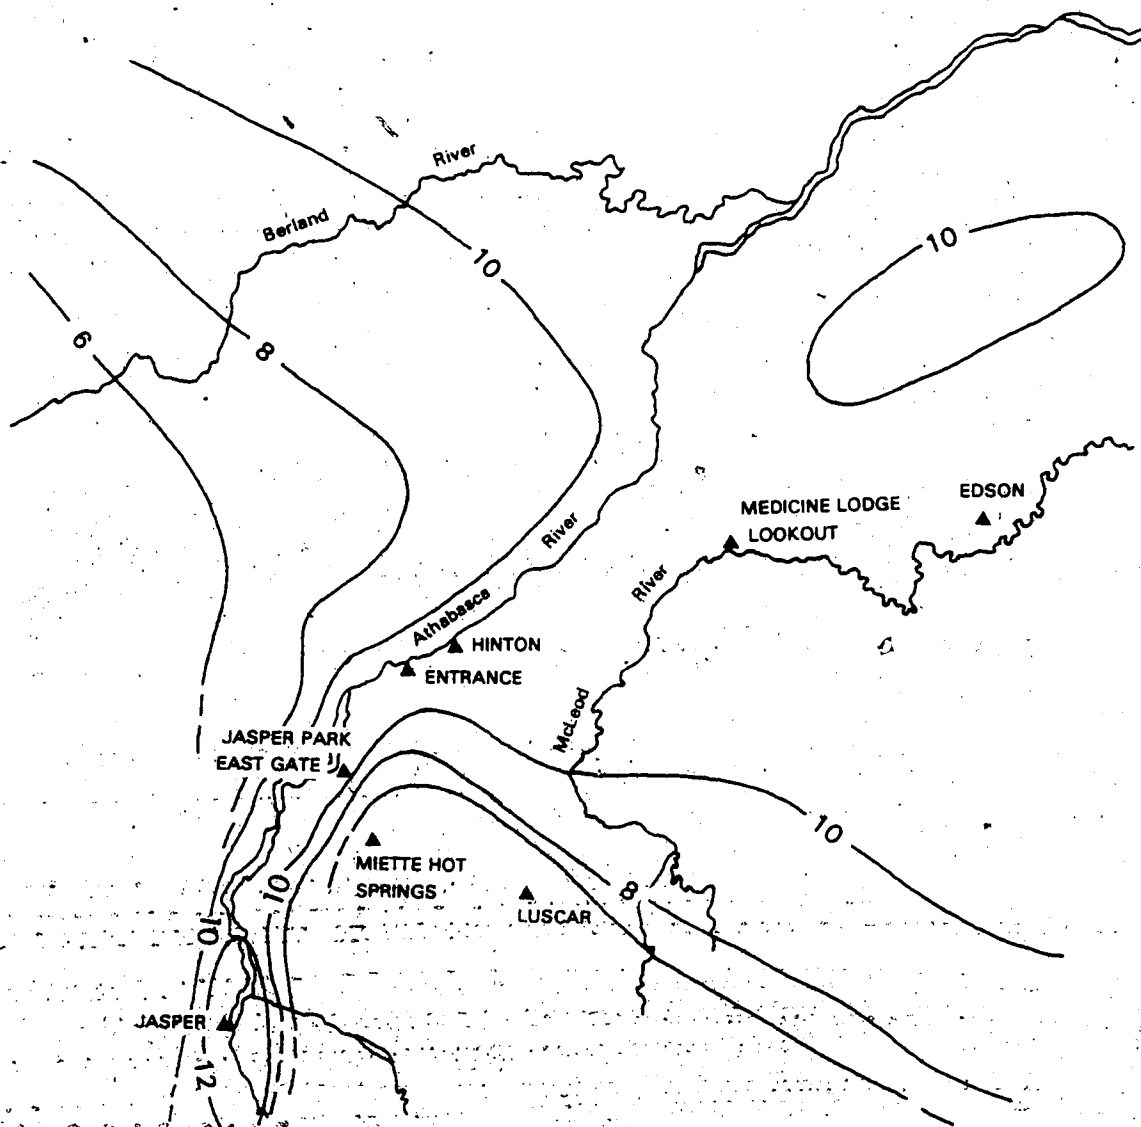 River
Berland
10
10
6
8
EDSON
MEDICINE LODGE
LOOKOUT
River
River
Athabasca
HINTON
ENTRANCE
McLeod
JASPER PARK
EAST GATE
10
MIETTE HOT
SPRINGS
10
8
LUSCAR
10
JASPER
12